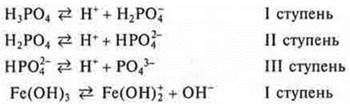 H₃PO₄ ⇄ H⁺ + H₂PO₄⁻ I ступень
H₂PO₄ ⇄ H⁺ + HPO₄²⁻ II ступень
HPO₄²⁻ ⇄ H⁺ + PO₄³⁻ III ступень
Fe(OH)₃ ⇄ Fe(OH)₂⁺ + OH⁻ I ступень